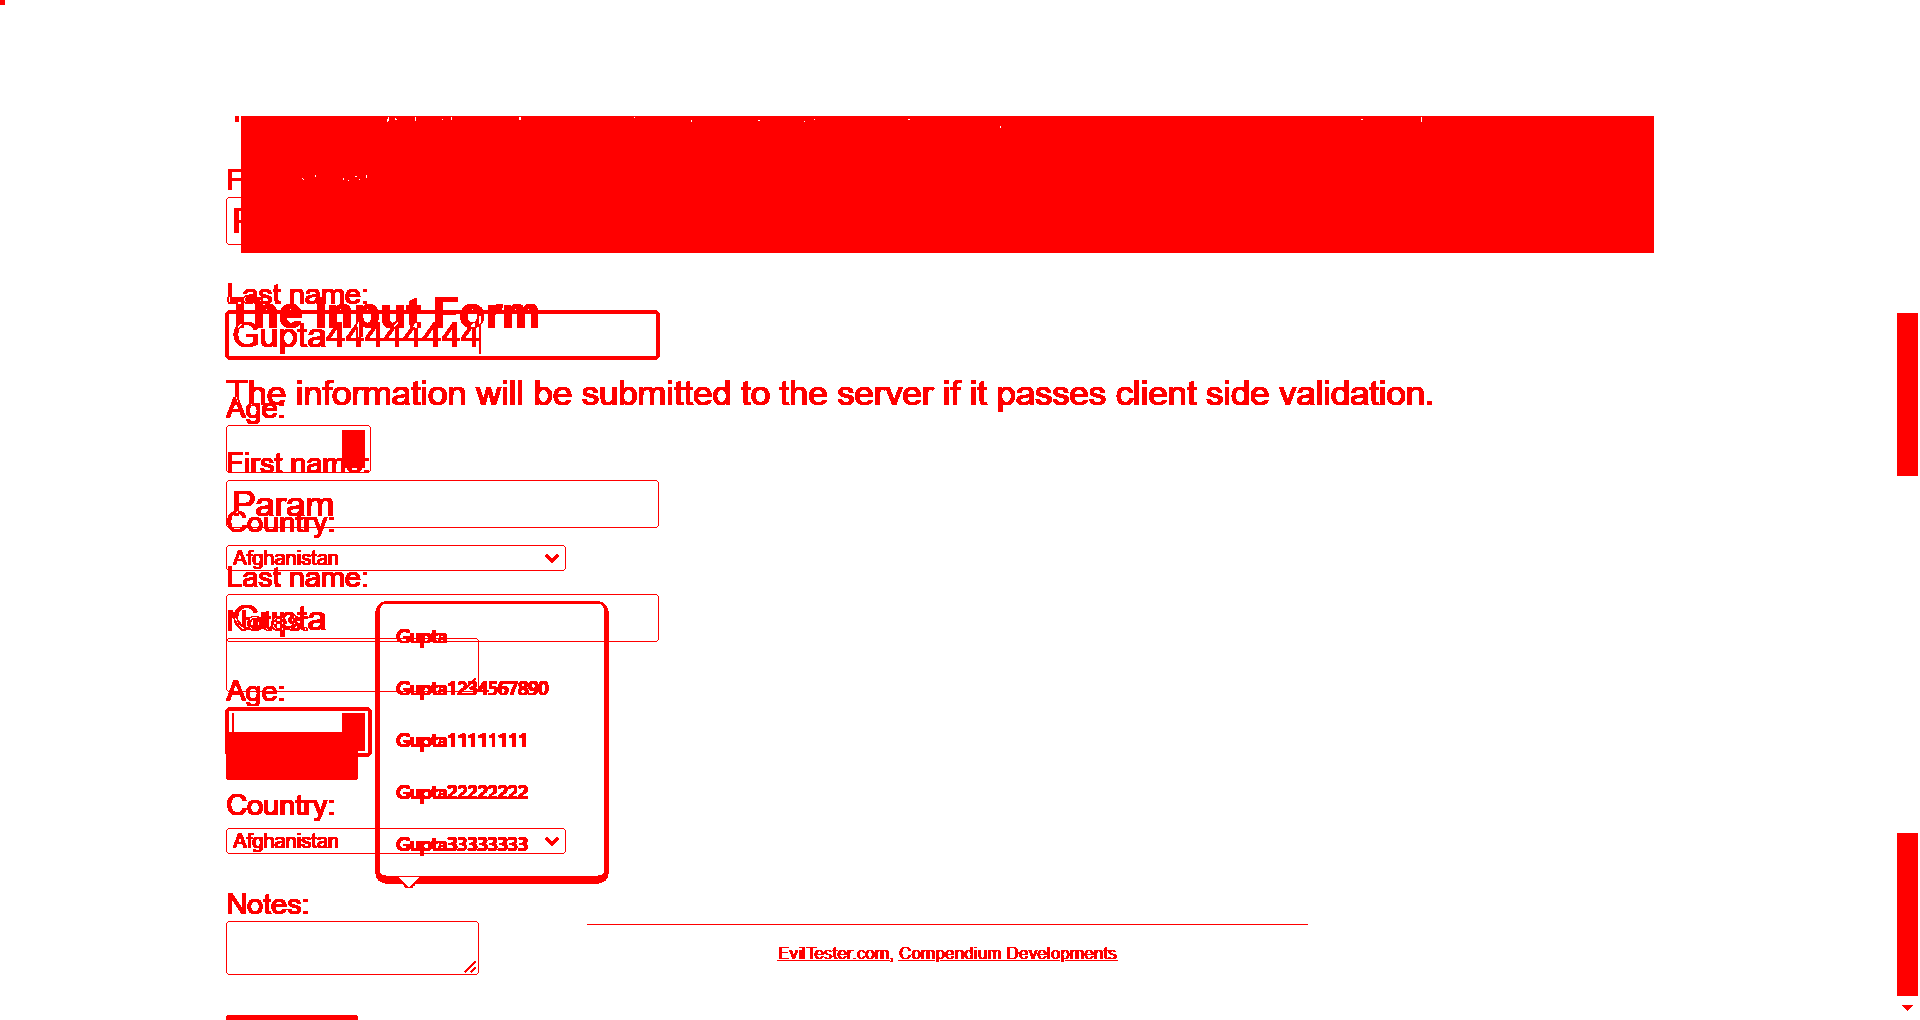 Last name:
The Input Form
Gupta44444444
The information will be submitted to the server if it passes client side validation.
Age:
First name:
Param
Country:
Afghanistan
Last name:
Gupta
Notes:
Gupta
Gupta1234567890
Age:
Gupta11111111
Gupta22222222
Country:
Afghanistan
Gupta33333333
Notes:
EvilTester.com, Compendium Developments